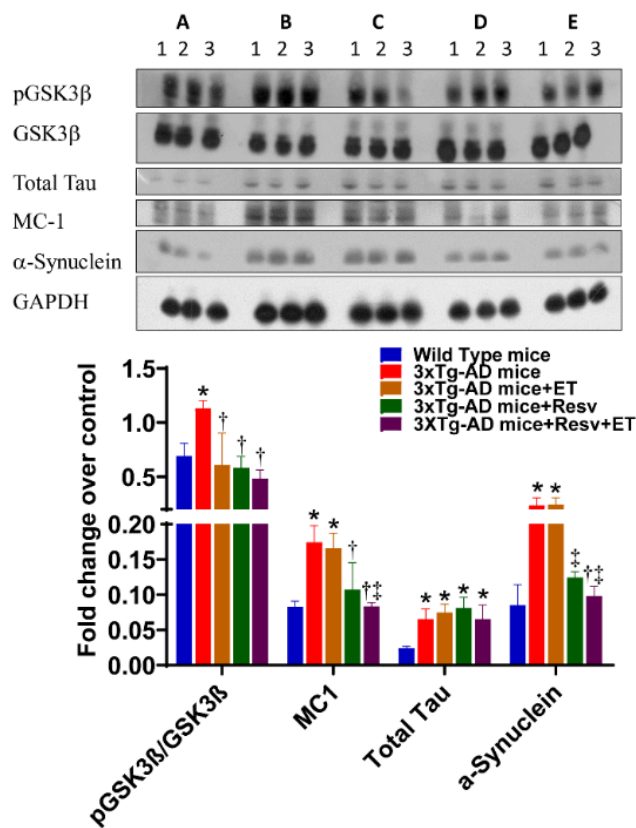 A B C D E
1 2 3 1 2 3 1 2 3 1 2 3 1 2 3
pGSK3β
GSK3β
Total Tau
MC-1
α-Synuclein
GAPDH
Wild Type mice
3xTg-AD mice
3xTg-AD mice+ET
3xTg-AD mice+Resv
3XTg-AD mice+Resv+ET
Fold change over control
1.5
1.0
0.5
0.20
0.15
0.10
0.05
0.00
* † † †
* * † †‡
* * * *
* * ‡ †‡
pGSK3ß/GSK3ß
MC1
Total Tau
a-Synuclein